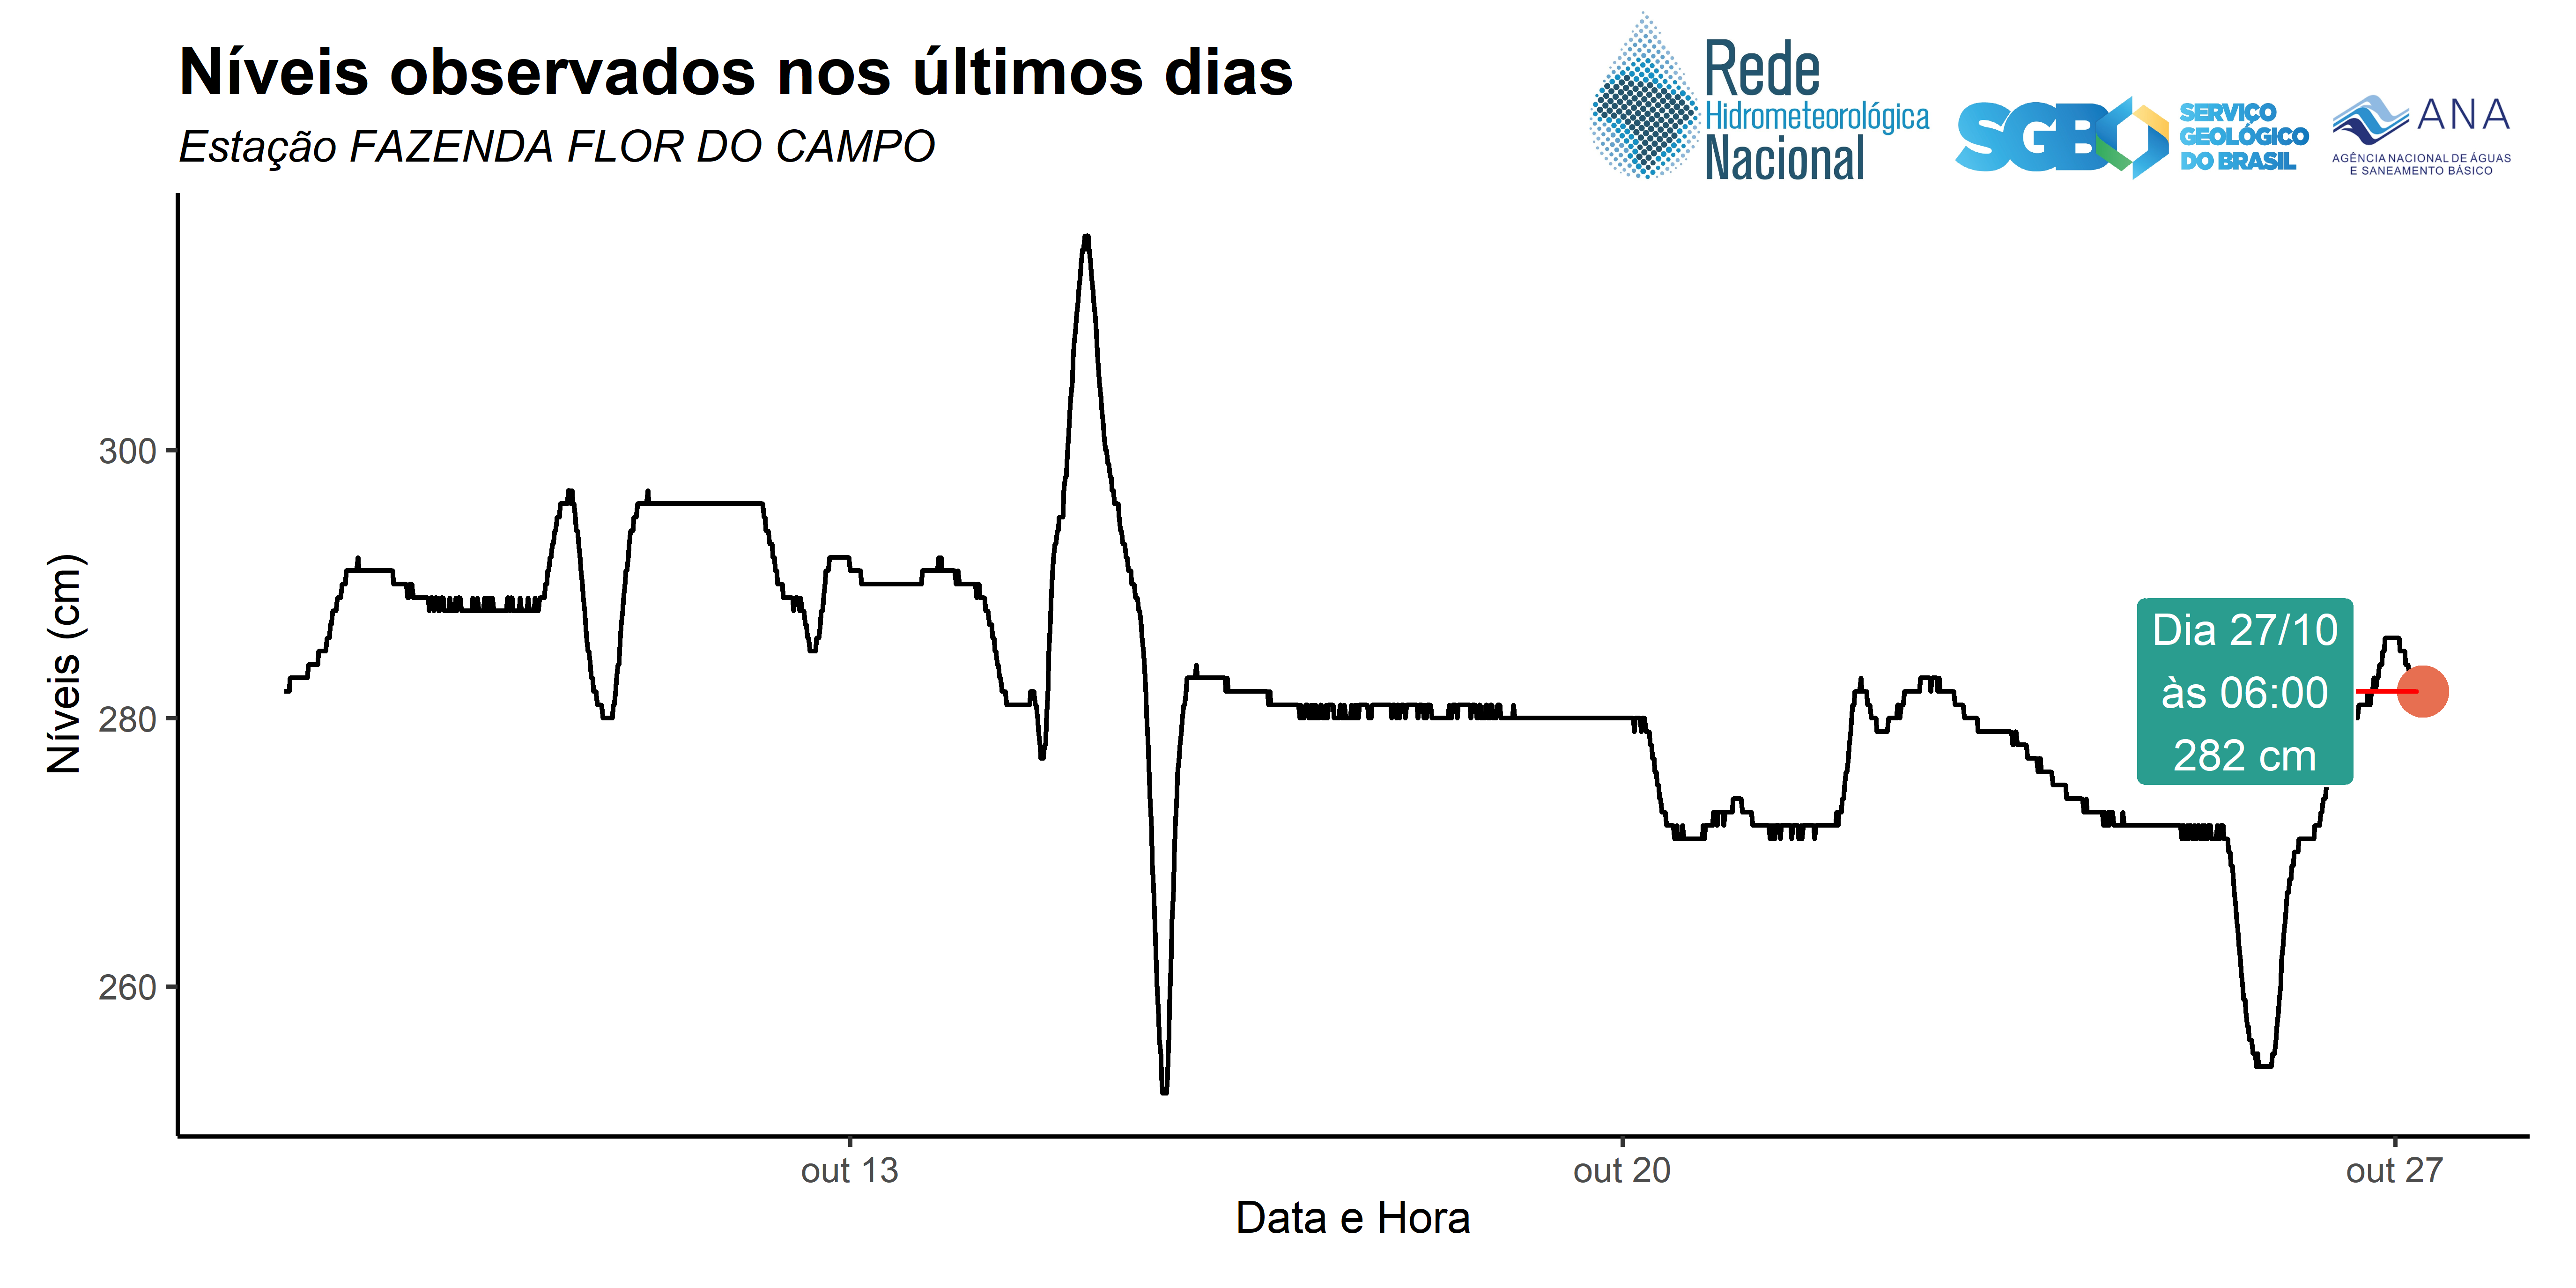 Níveis observados nos últimos dias
Estação FAZENDA FLOR DO CAMPO
Rede
Hidrometeorológica
Nacional
SGB
SERVIÇO
GEOLÓGICO
DO BRASIL
ANA
AGÊNCIA NACIONAL DE ÁGUAS
E SANEAMENTO BÁSICO
Níveis (cm)
300
280
260
Dia 27/10
às 06:00
282 cm
out 13
out 20
out 27
Data e Hora